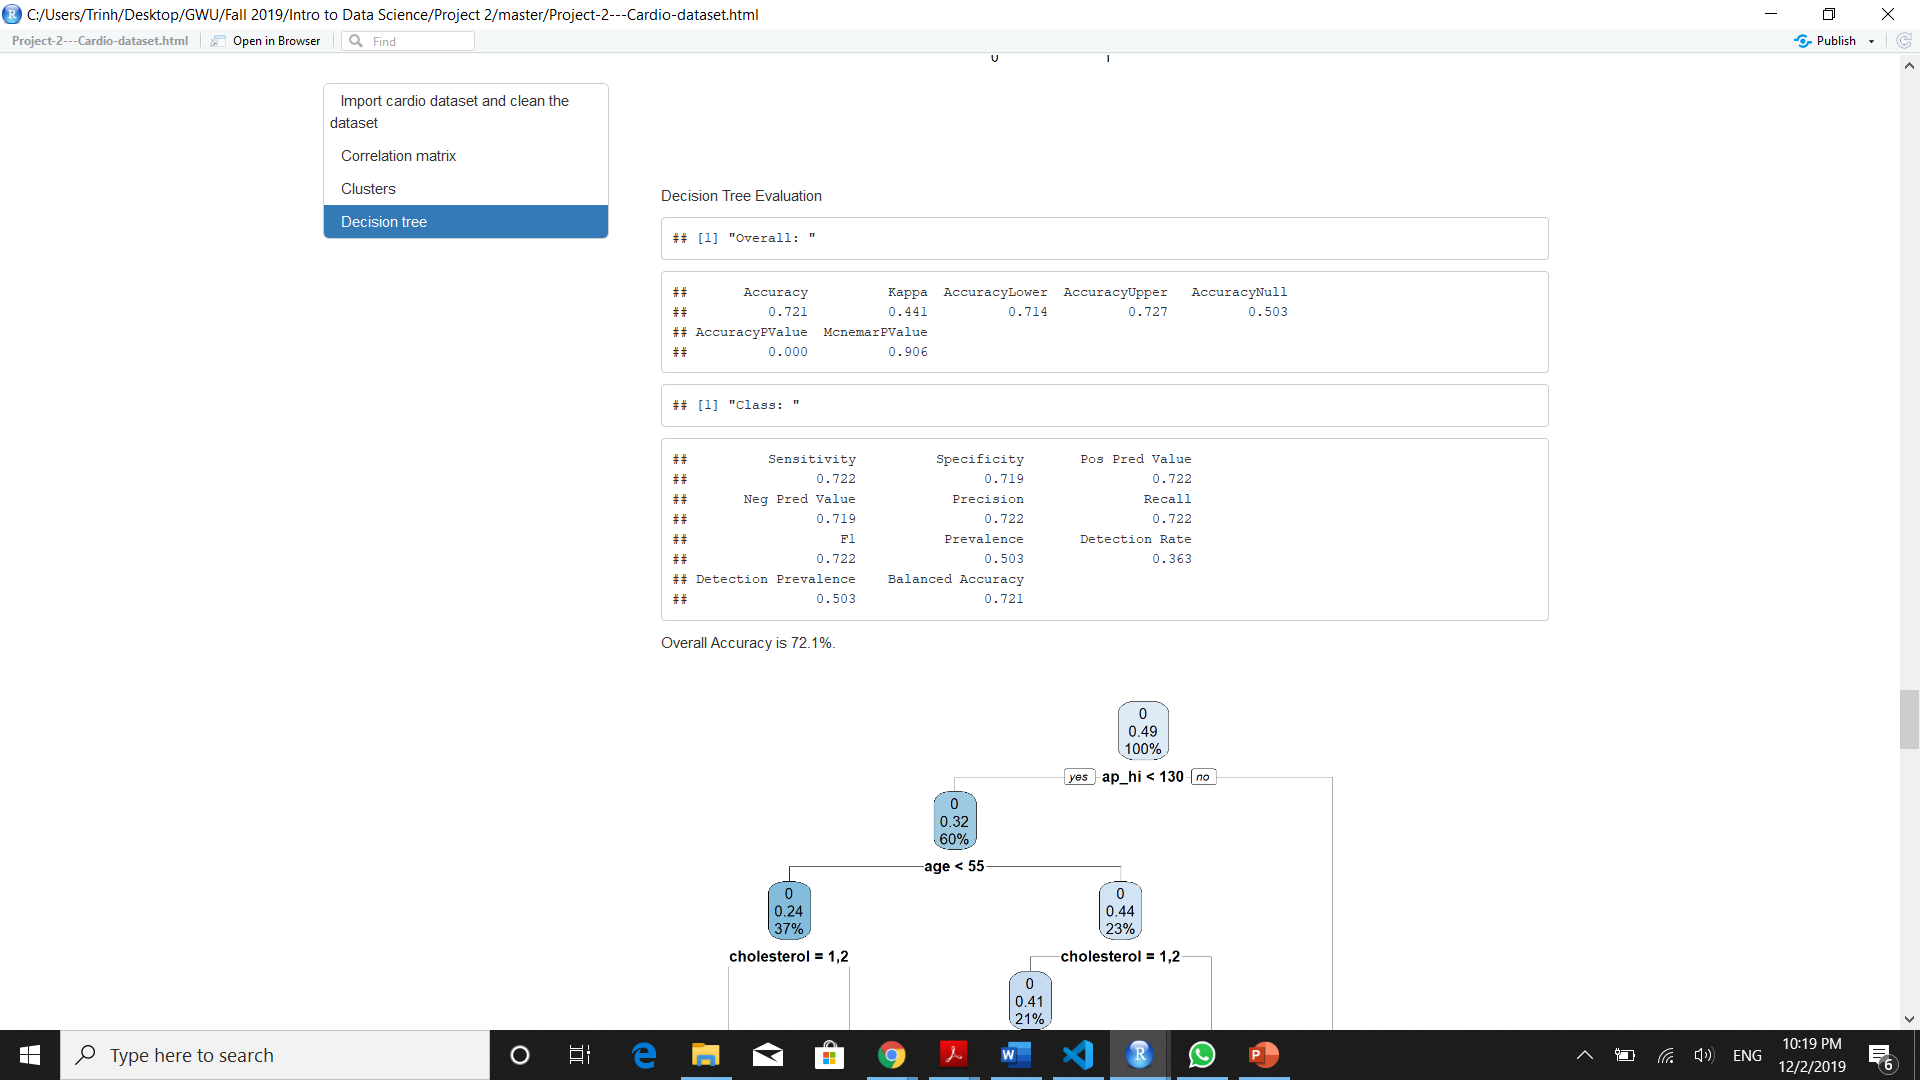 C:/Users/Trinh/Desktop/GWU/Fall 2019/Intro to Data Science/Project 2/master/Project-2---Cardio-dataset.html
Project-2---Cardio-dataset.html Open in Browser Find Publish
0 1
Import cardio dataset and clean the
dataset
Correlation matrix
Clusters
Decision tree
Decision Tree Evaluation
## [1] "Overall: "
## Accuracy Kappa AccuracyLower AccuracyUpper AccuracyNull
## 0.721 0.441 0.714 0.727 0.503
## AccuracyPValue McnemarPValue
## 0.000 0.906
## [1] "Class: "
## Sensitivity Specificity Pos Pred Value
## 0.722 0.719 0.722
## Neg Pred Value Precision Recall
## 0.719 0.722 0.722
## F1 Prevalence Detection Rate
## 0.722 0.503 0.363
## Detection Prevalence Balanced Accuracy
## 0.503 0.721
Overall Accuracy is 72.1%.
0
0.49
100%
yes ap_hi < 130 no
0
0.32
60%
age < 55
0
0.24
37%
0
0.44
23%
cholesterol = 1,2
cholesterol = 1,2
0
0.41
21%
Type here to search
ENG
10:19 PM
12/2/2019
6